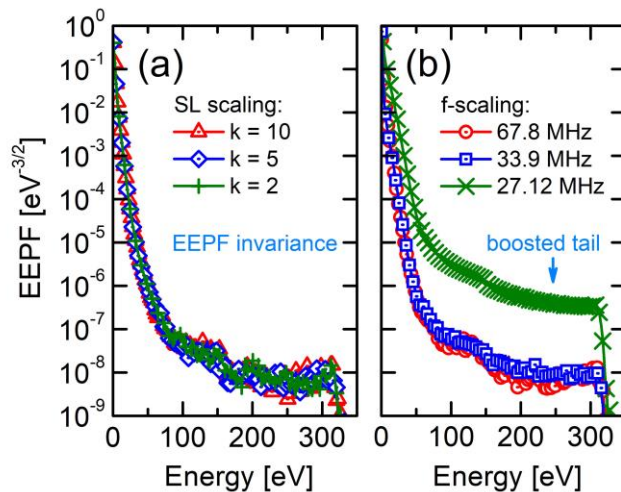 (a)
SL scaling:
k = 10
k = 5
k = 2
EEPF invariance
EEPF [eV⁻³/²]
10⁰
10⁻¹
10⁻²
10⁻³
10⁻⁴
10⁻⁵
10⁻⁶
10⁻⁷
10⁻⁸
10⁻⁹
0 100 200 300
Energy [eV]
(b)
f-scaling:
67.8 MHz
33.9 MHz
27.12 MHz
boosted tail
0 100 200 300
Energy [eV]